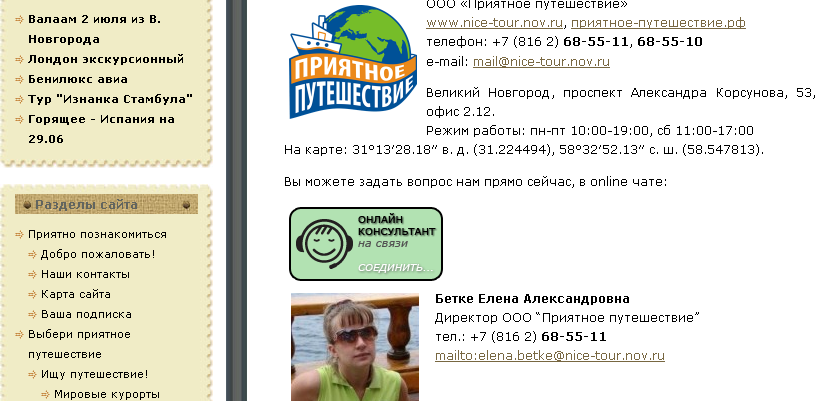 Валаам 2 июля из В.
Новгорода
Лондон экскурсионный
Бенилюкс авиа
Тур "Изнанка Стамбула"
Горящее - Испания на
29.06
Разделы сайта
Приятно познакомиться
Добро пожаловать!
Наши контакты
Карта сайта
Ваша подписка
Выбери приятное
путешествие
Ищу путешествие!
Мировые курорты
ПРИЯТНОЕ
ПУТЕШЕСТВИЕ
ООО «Приятное путешествие»
www.nice-tour.nov.ru, приятное-путешествие.рф
телефон: +7 (816 2) 68-55-11, 68-55-10
e-mail: mail@nice-tour.nov.ru
Великий Новгород, проспект Александра Корсунова, 53,
офис 2.12.
Режим работы: пн-пт 10:00-19:00, сб 11:00-17:00
На карте: 31°13’28.18’’ в. д. (31.224494), 58°32’52.13’’ с. ш. (58.547813).
Вы можете задать вопрос нам прямо сейчас, в online чате:
ОНЛАЙН
КОНСУЛЬТАНТ
на связи
СОЕДИНИТЬ...
Бетке Елена Александровна
Директор ООО “Приятное путешествие”
тел.: +7 (816 2) 68-55-11
mailto:elena.betke@nice-tour.nov.ru